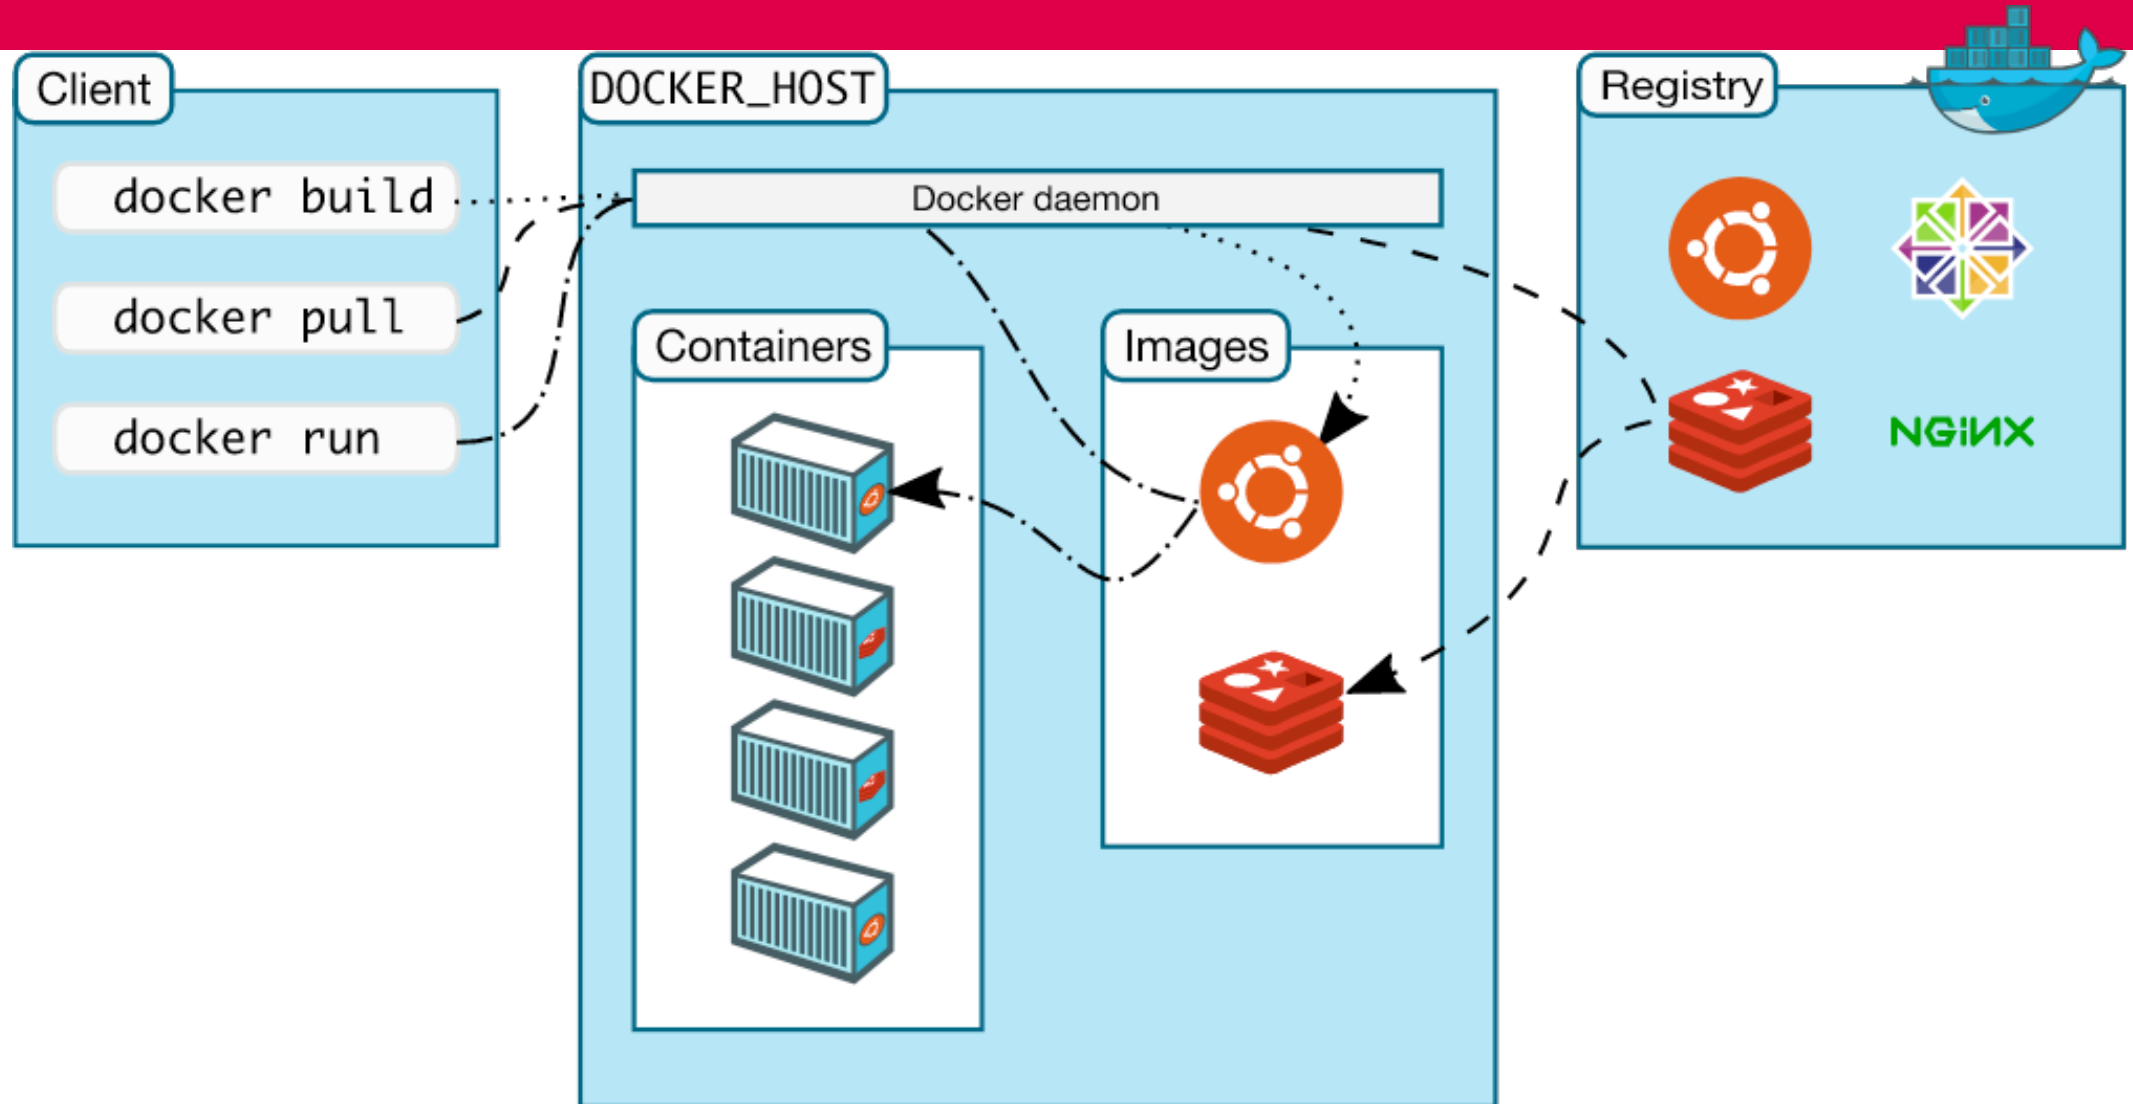 Client
docker build
docker pull
docker run
DOCKER_HOST
Docker daemon
Containers
Images
Registry
NGiNX